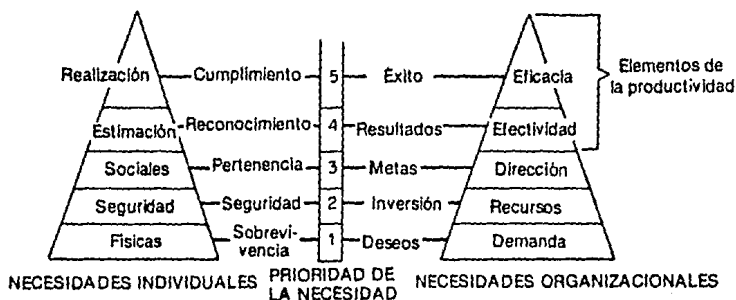 Realización Cumplimiento 5 Éxito Eficacia
Elementos de
la productividad
Estimación Reconocimiento 4 Resultados Efectividad
Sociales Pertenencia 3 Metas Dirección
Seguridad Seguridad 2 Inversión Recursos
Físicas Sobrevi-
vencia 1 Deseos Demanda
NECESIDADES INDIVIDUALES PRIORIDAD DE
LA NECESIDAD NECESIDADES ORGANIZACIONALES